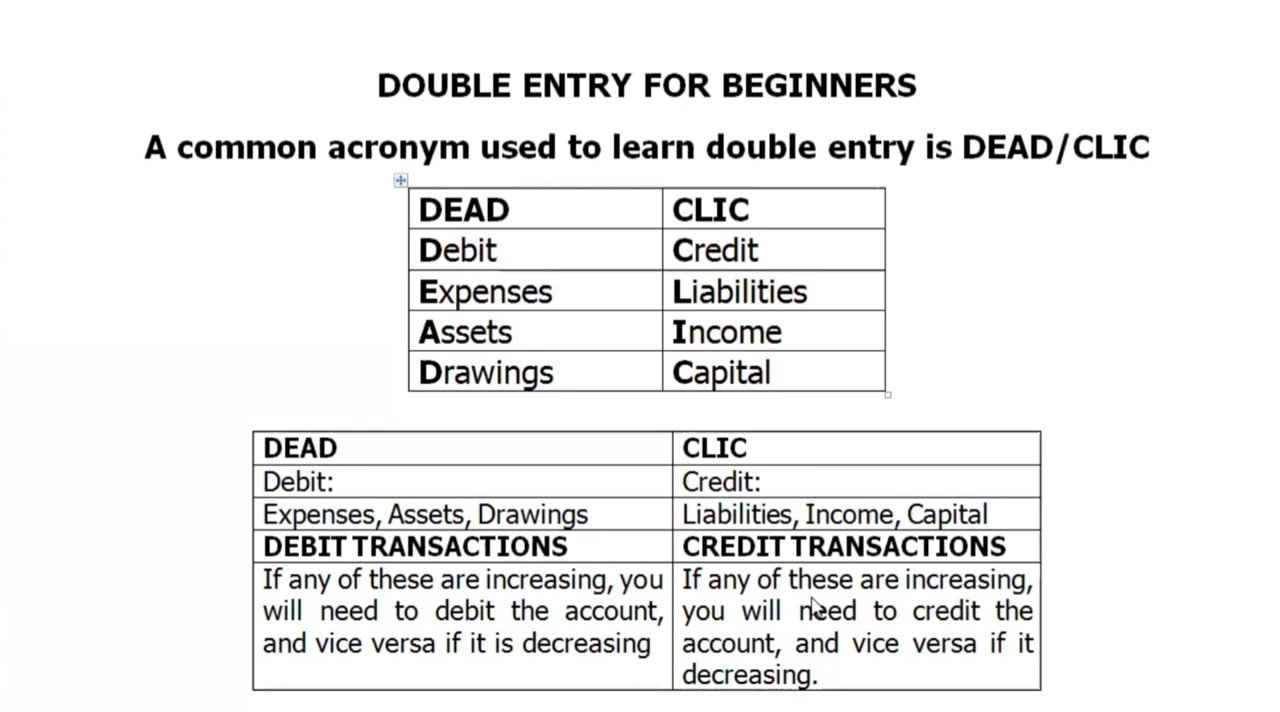 DOUBLE ENTRY FOR BEGINNERS
A common acronym used to learn double entry is DEAD/CLIC
DEAD CLIC
Debit Credit
Expenses Liabilities
Assets Income
Drawings Capital
DEAD CLIC
Debit: Credit:
Expenses, Assets, Drawings Liabilities, Income, Capital
DEBIT TRANSACTIONS CREDIT TRANSACTIONS
If any of these are increasing, you
will need to debit the account,
and vice versa if it is decreasing
If any of these are increasing,
you will need to credit the
account, and vice versa if it
decreasing.